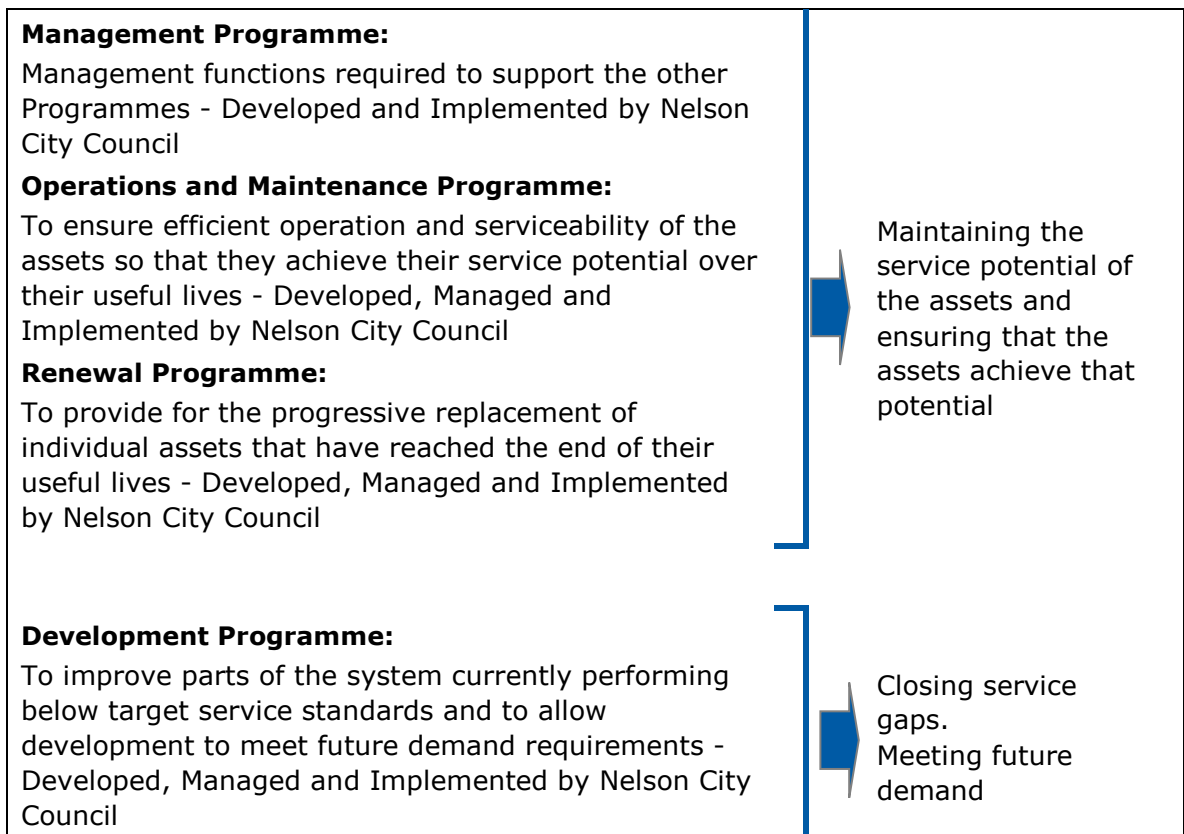 Management Programme:
Management functions required to support the other
Programmes - Developed and Implemented by Nelson
City Council
Operations and Maintenance Programme:
To ensure efficient operation and serviceability of the
assets so that they achieve their service potential over
their useful lives - Developed, Managed and
Implemented by Nelson City Council
Renewal Programme:
To provide for the progressive replacement of
individual assets that have reached the end of their
useful lives - Developed, Managed and Implemented
by Nelson City Council
Maintaining the
service potential of
the assets and
ensuring that the
assets achieve that
potential
Development Programme:
To improve parts of the system currently performing
below target service standards and to allow
development to meet future demand requirements -
Developed, Managed and Implemented by Nelson City
Council
Closing service
gaps.
Meeting future
demand